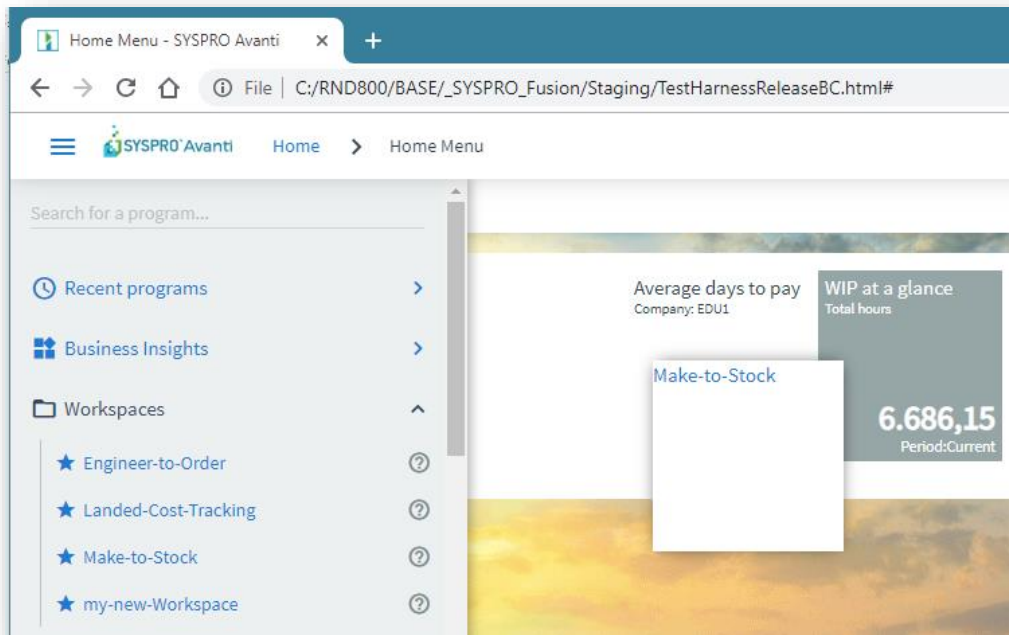 Home Menu - SYSPRO Avanti
File | C:/RND800/BASE/_SYSPRO_Fusion/Staging/TestHarnessReleaseBC.html#
SYSPRO Avanti Home > Home Menu
Search for a program...
Recent programs
Business Insights
Workspaces
Engineer-to-Order
Landed-Cost-Tracking
Make-to-Stock
my-new-Workspace
Average days to pay
Company: EDU1
WIP at a glance
Total hours
6.686,15
Period:Current
Make-to-Stock